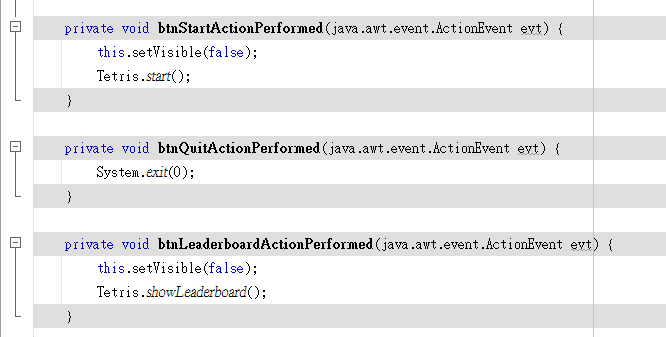 private void btnStartActionPerformed(java.awt.event.ActionEvent evt) {
this.setVisible(false);
Tetris.start();
}
private void btnQuitActionPerformed(java.awt.event.ActionEvent evt) {
System.exit(0);
}
private void btnLeaderboardActionPerformed(java.awt.event.ActionEvent evt) {
this.setVisible(false);
Tetris.showLeaderboard();
}